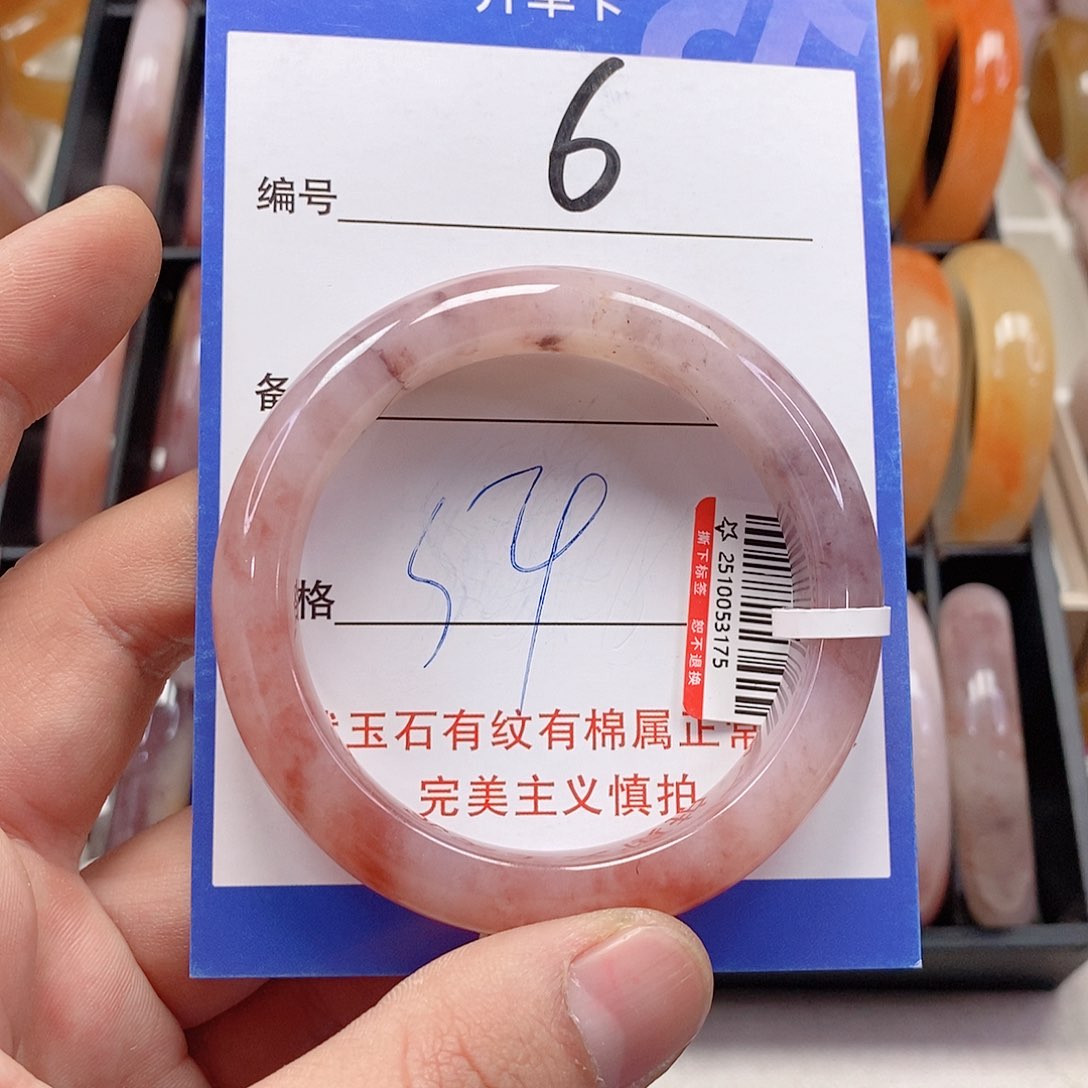 编号 6
备
格 54
玉石有纹有棉属正常
完美主义慎拍
☆ 2510053175
撕下标签 恕不退换